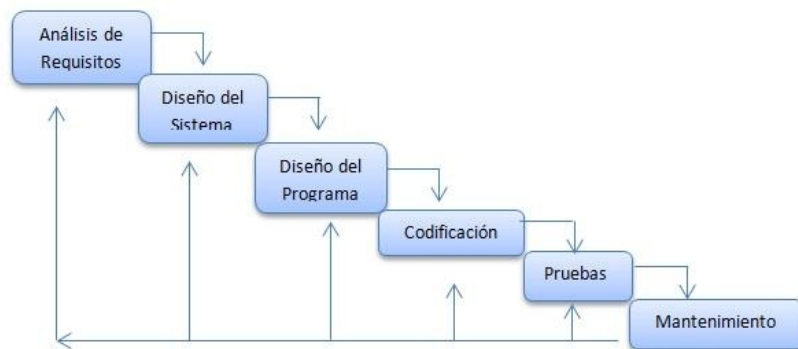 Análisis de
Requisitos
Diseño del
Sistema
Diseño del
Programa
Codificación
Pruebas
Mantenimiento